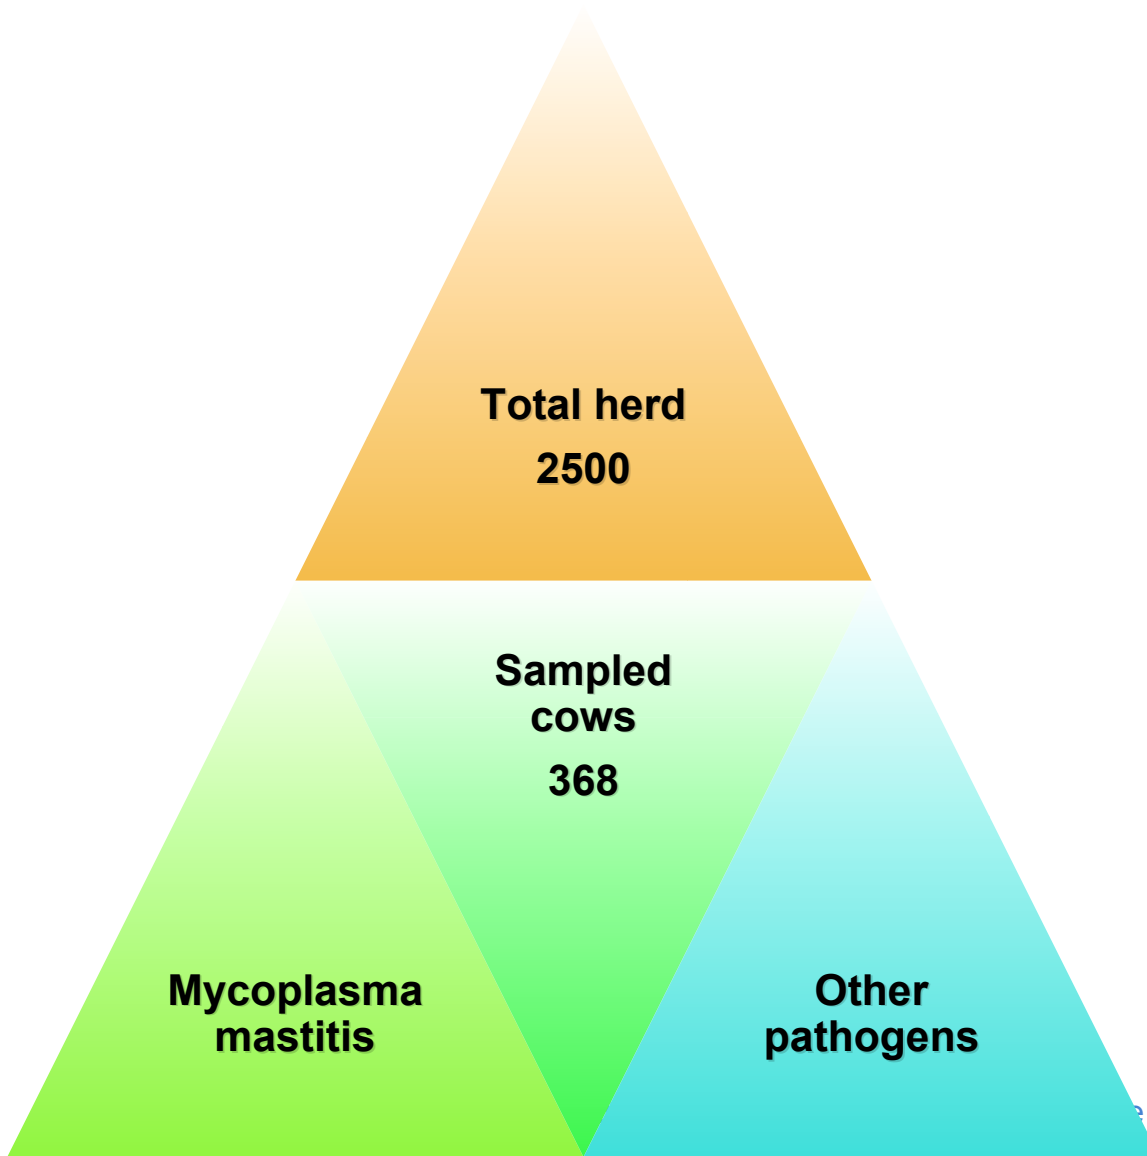 Total herd
2500
Sampled
cows
368
Mycoplasma
mastitis
Other
pathogens